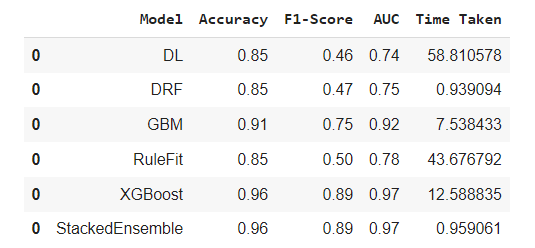 Model Accuracy F1-Score AUC Time Taken
0 DL 0.85 0.46 0.74 58.810578
0 DRF 0.85 0.47 0.75 0.939094
0 GBM 0.91 0.75 0.92 7.538433
0 RuleFit 0.85 0.50 0.78 43.676792
0 XGBoost 0.96 0.89 0.97 12.588835
0 StackedEnsemble 0.96 0.89 0.97 0.959061